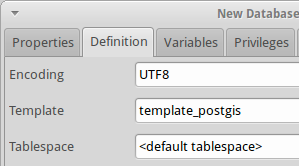 New Database
Properties Definition Variables Privileges
Encoding UTF8
Template template_postgis
Tablespace <default tablespace>